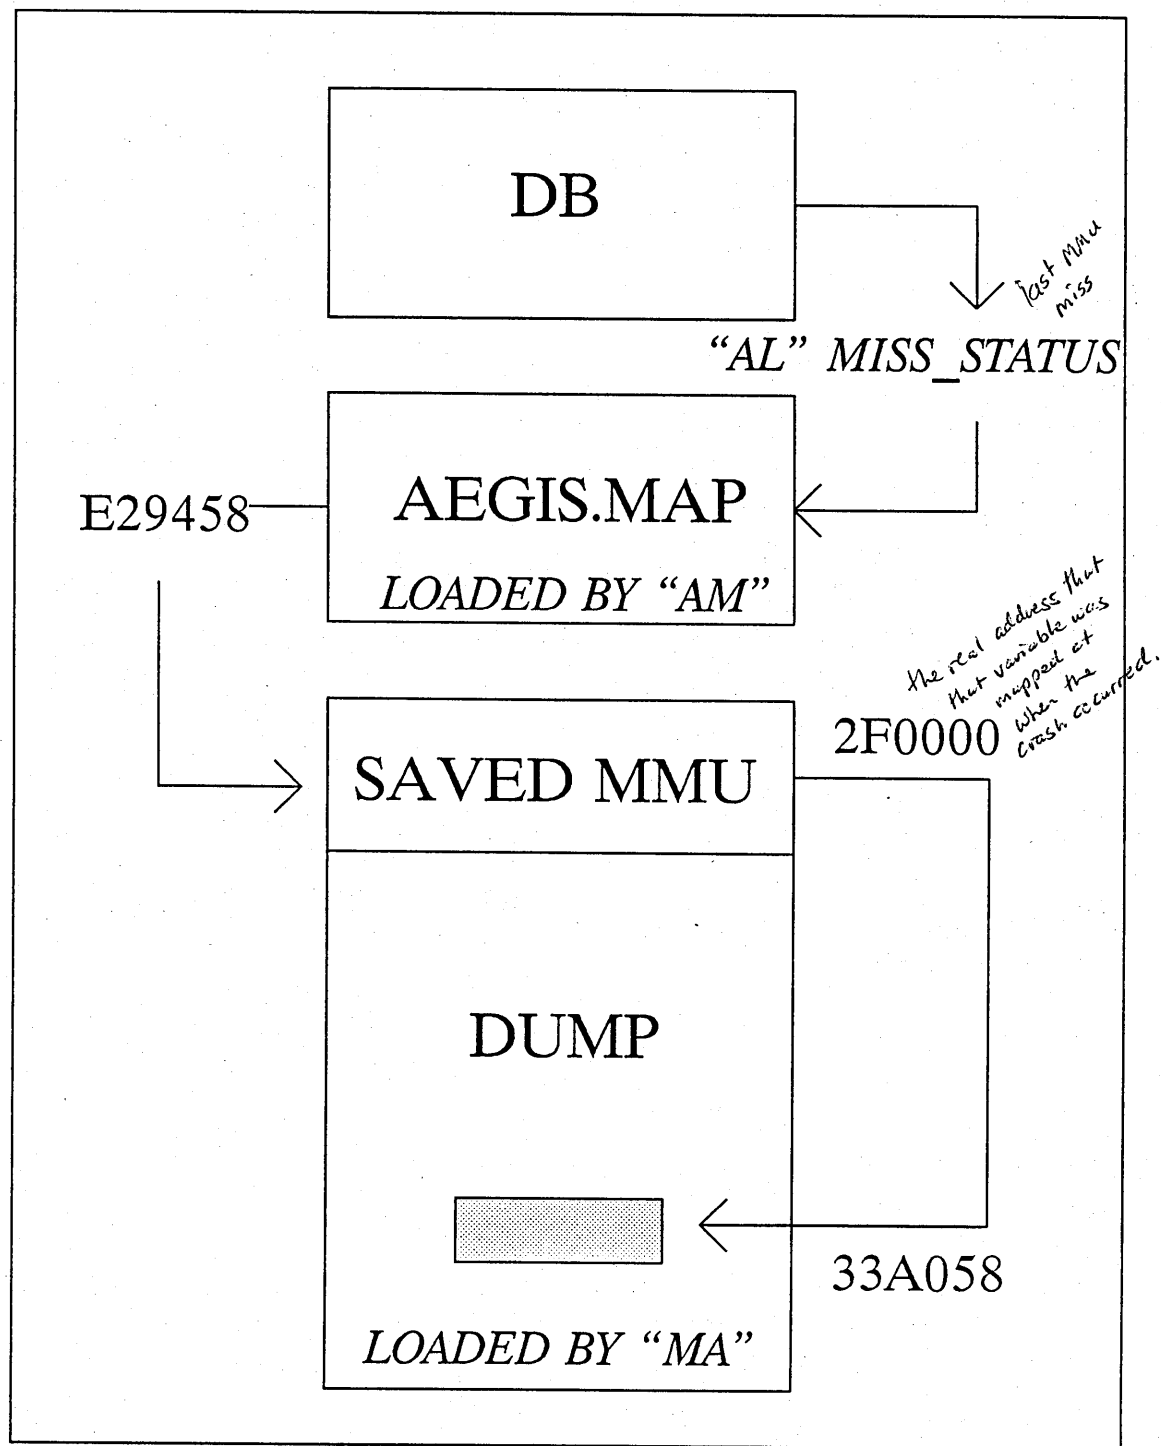 DB
last MMU
miss
“AL” MISS_STATUS
E29458
AEGIS.MAP
LOADED BY “AM”
the real address that
that variable was
mapped at
when the
crash occurred.
2F0000
SAVED MMU
DUMP
33A058
LOADED BY “MA”